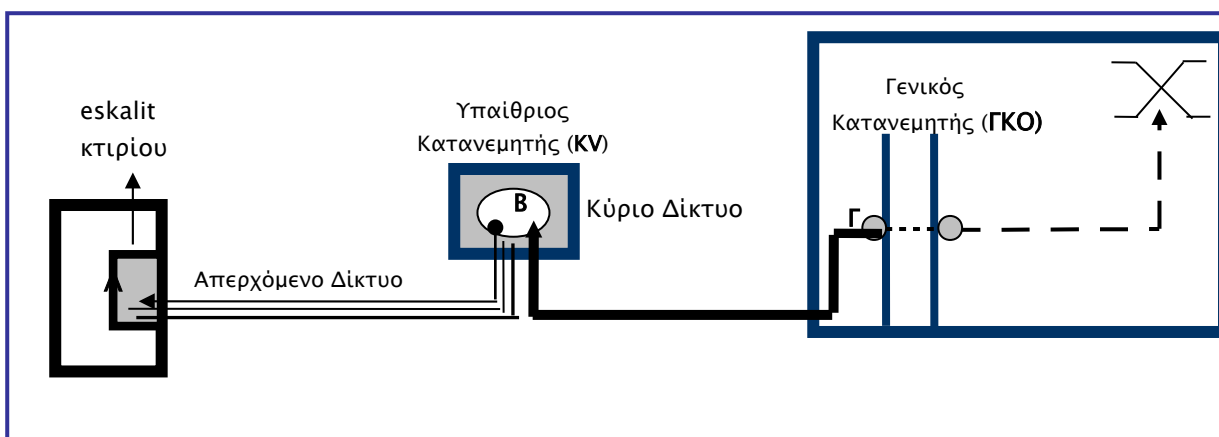 eskalit
κτιρίου
Υπαίθριος
Κατανεμητής (KV)
Γενικός
Κατανεμητής (ΓΚΟ)
B
Κύριο Δίκτυο
Γ
A
Απερχόμενο Δίκτυο